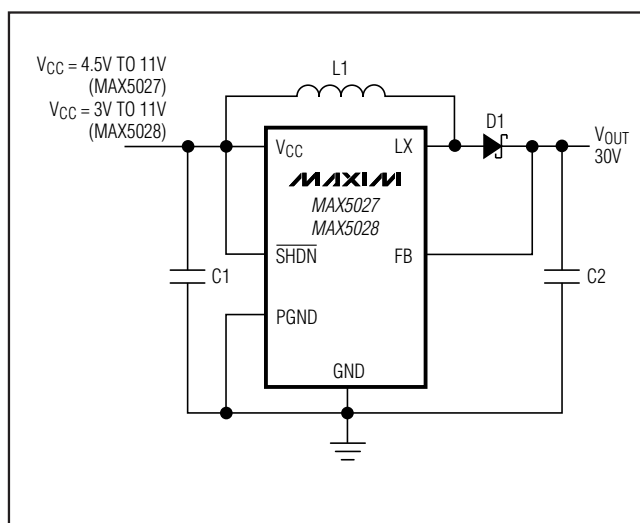 VCC = 4.5V TO 11V
(MAX5027)
VCC = 3V TO 11V
(MAX5028)
L1
D1
VOUT
30V
VCC
LX
MAXIM
MAX5027
MAX5028
SHDN
FB
C1
C2
PGND
GND